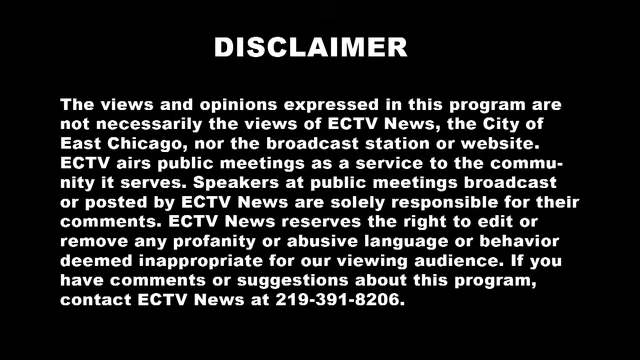 DISCLAIMER
The views and opinions expressed in this program are
not necessarily the views of ECTV News, the City of
East Chicago, nor the broadcast station or website.
ECTV airs public meetings as a service to the commu-
nity it serves. Speakers at public meetings broadcast
or posted by ECTV News are solely responsible for their
comments. ECTV News reserves the right to edit or
remove any profanity or abusive language or behavior
deemed inappropriate for our viewing audience. If you
have comments or suggestions about this program,
contact ECTV News at 219-391-8206.